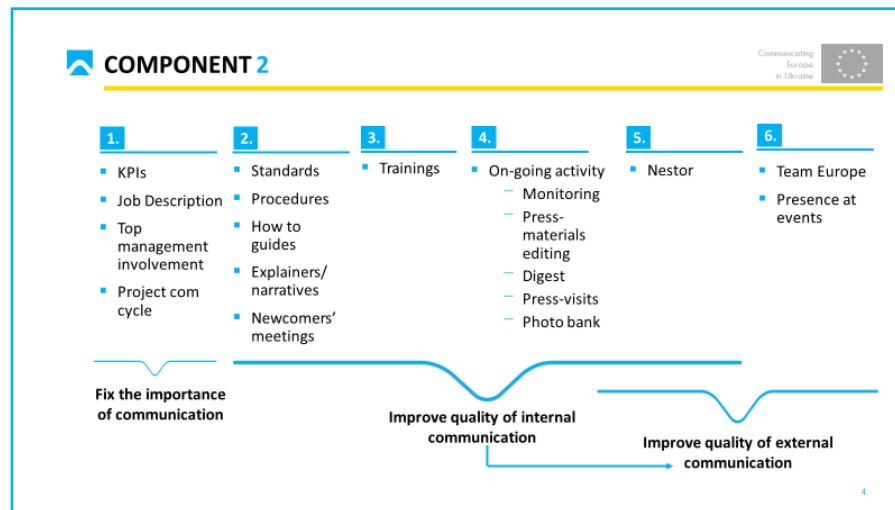 COMPONENT 2
Communicating
Europe
in Ukraine
1.
KPIs
Job Description
Top
management
involvement
Project com
cycle
2.
Standards
Procedures
How to
guides
Explainers/
narratives
Newcomers’
meetings
3.
Trainings
4.
On-going activity
Monitoring
Press-
materials
editing
Digest
Press-visits
Photo bank
5.
Nestor
6.
Team Europe
Presence at
events
Fix the importance
of communication
Improve quality of internal
communication
Improve quality of external
communication
4